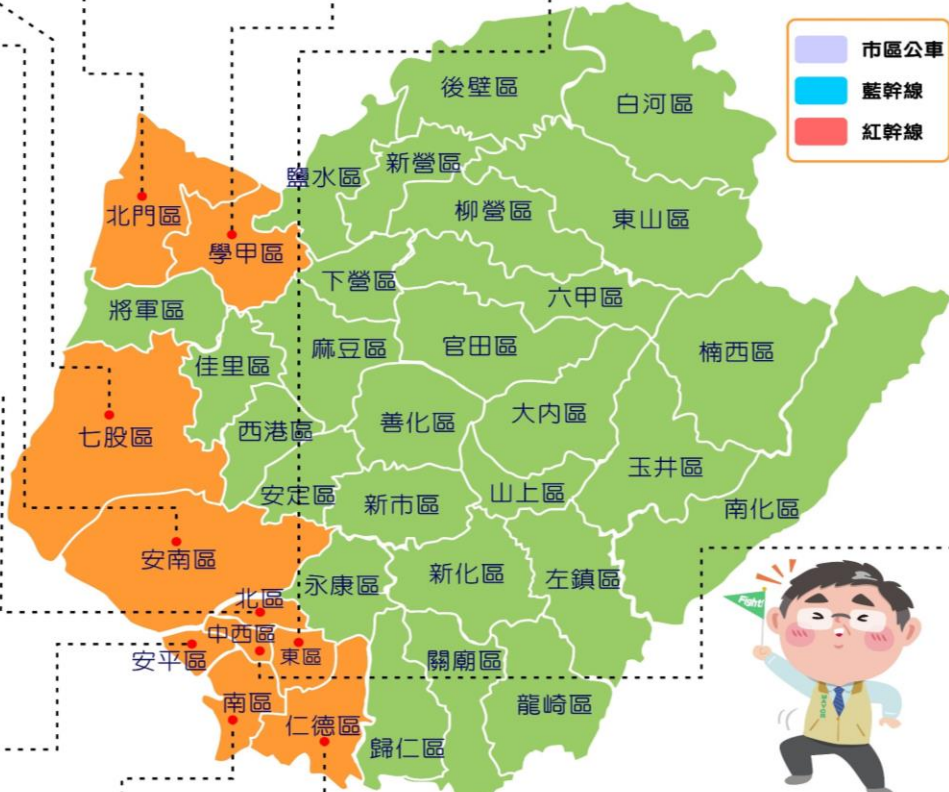 市區公車
藍幹線
紅幹線
後壁區
白河區
鹽水區
新營區
柳營區
東山區
北門區
學甲區
下營區
六甲區
將軍區
佳里區
麻豆區
官田區
楠西區
七股區
西港區
善化區
大內區
玉井區
安定區
新市區
山上區
南化區
安南區
永康區
新化區
左鎮區
北區
中西區
安平區
東區
關廟區
南區
仁德區
龍崎區
歸仁區
Fight!